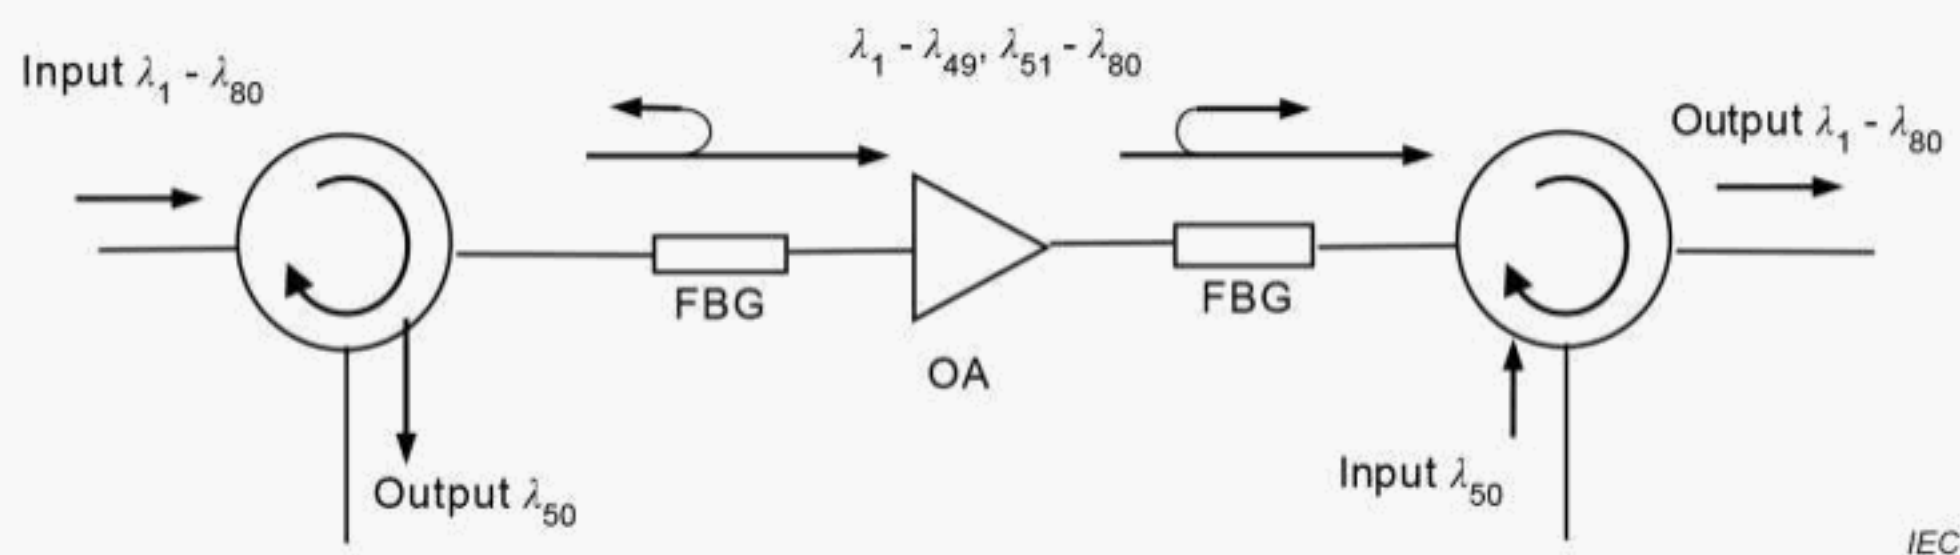 λ1 - λ49, λ51 - λ80
Input λ1 - λ80
Output λ1 - λ80
FBG
FBG
OA
Output λ50
Input λ50
IEC